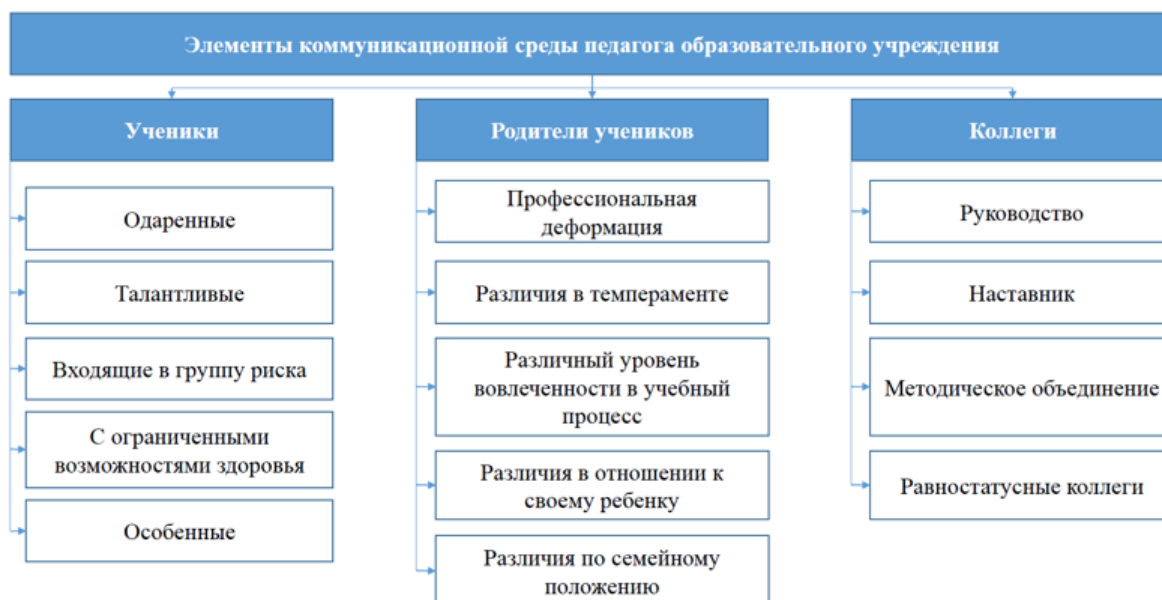 Элементы коммуникационной среды педагога образовательного учреждения
Ученики
Одаренные
Талантливые
Входящие в группу риска
С ограниченными
возможностями здоровья
Особенные
Родители учеников
Профессиональная
деформация
Различия в темпераменте
Различный уровень
вовлеченности в учебный
процесс
Различия в отношении к
своему ребенку
Различия по семейному
положению
Коллеги
Руководство
Наставник
Методическое объединение
Равностатусные коллеги